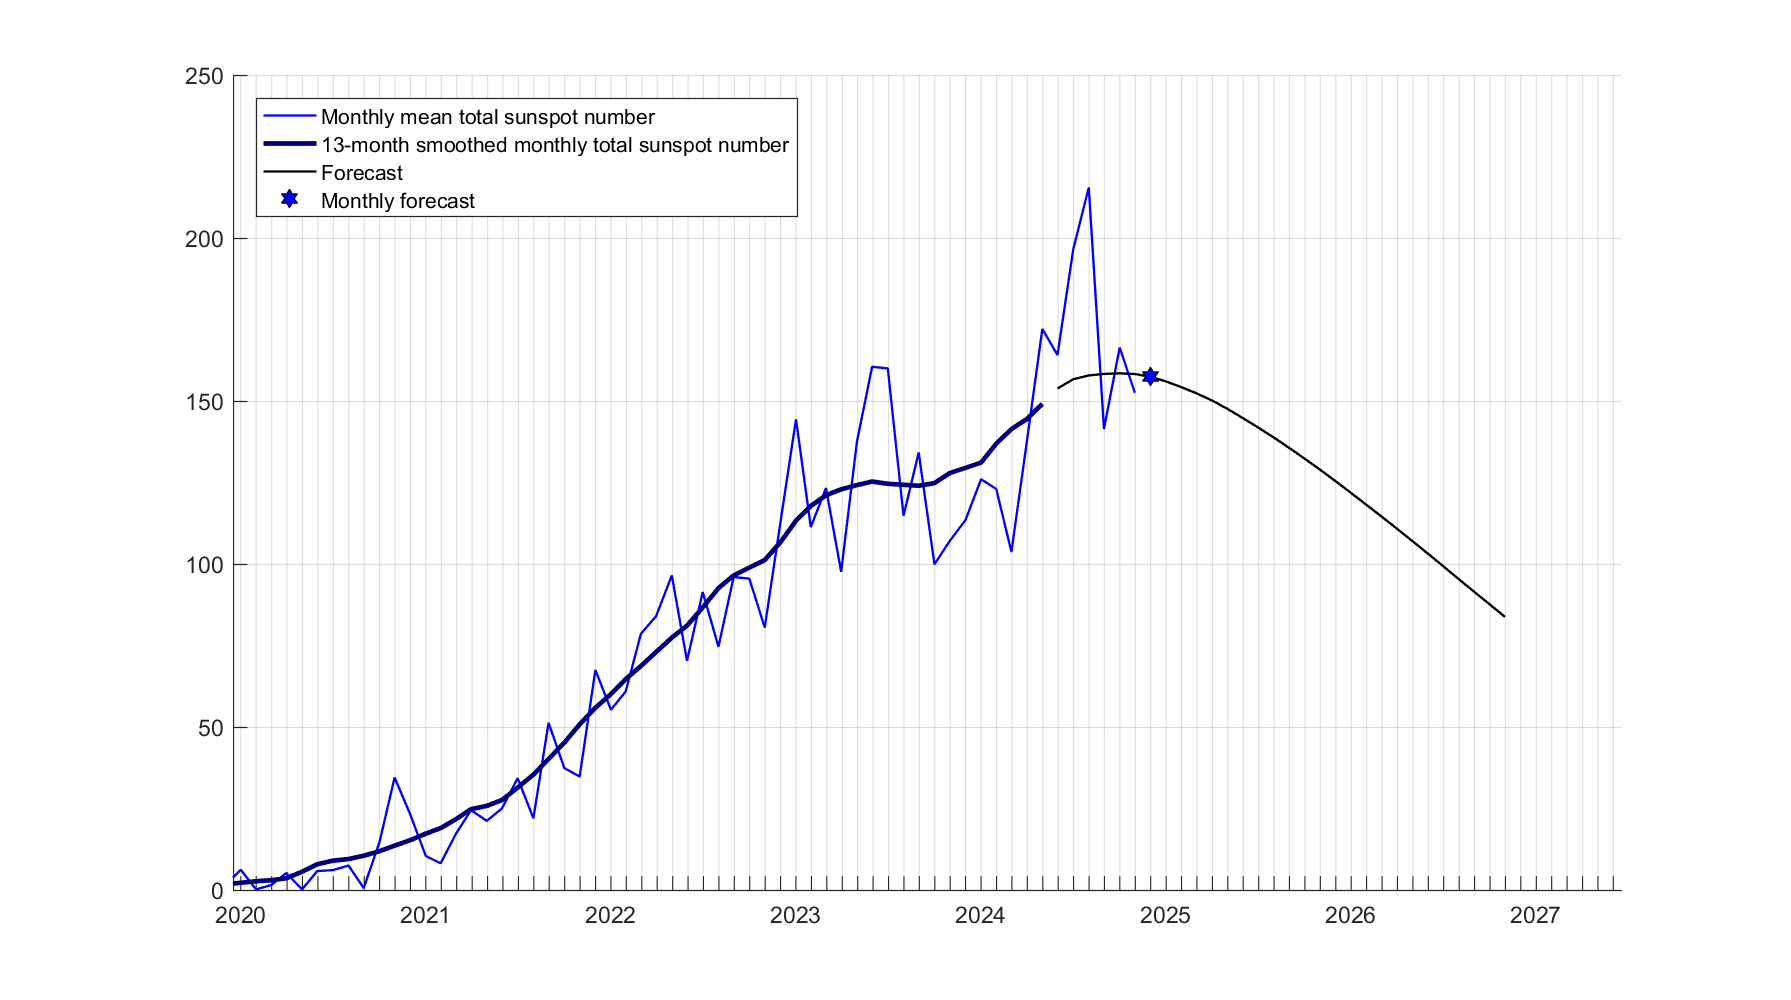 250
200
150
100
50
0
Monthly mean total sunspot number
13-month smoothed monthly total sunspot number
Forecast
Monthly forecast
2020 2021 2022 2023 2024 2025 2026 2027